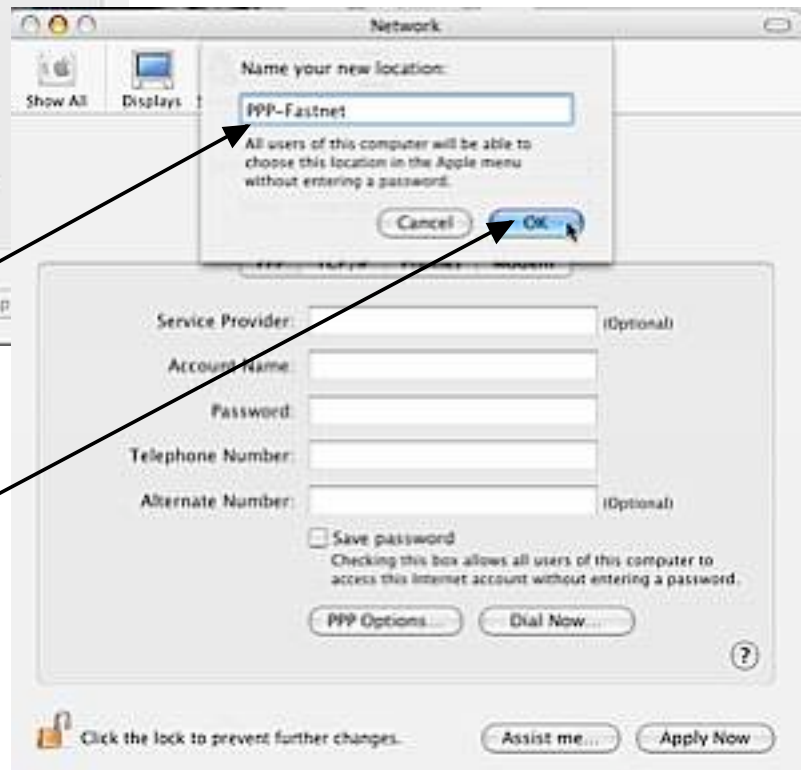 Network
Show All
Displays
Name your new location:
PPP-Fastnet
All users of this computer will be able to
choose this location in the Apple menu
without entering a password.
Cancel
OK
Service Provider:
(Optional)
Account Name:
Password:
Telephone Number:
Alternate Number:
(Optional)
Save password
Checking this box allows all users of this computer to
access this Internet account without entering a password.
PPP Options...
Dial Now...
?
Click the lock to prevent further changes.
Assist me...
Apply Now